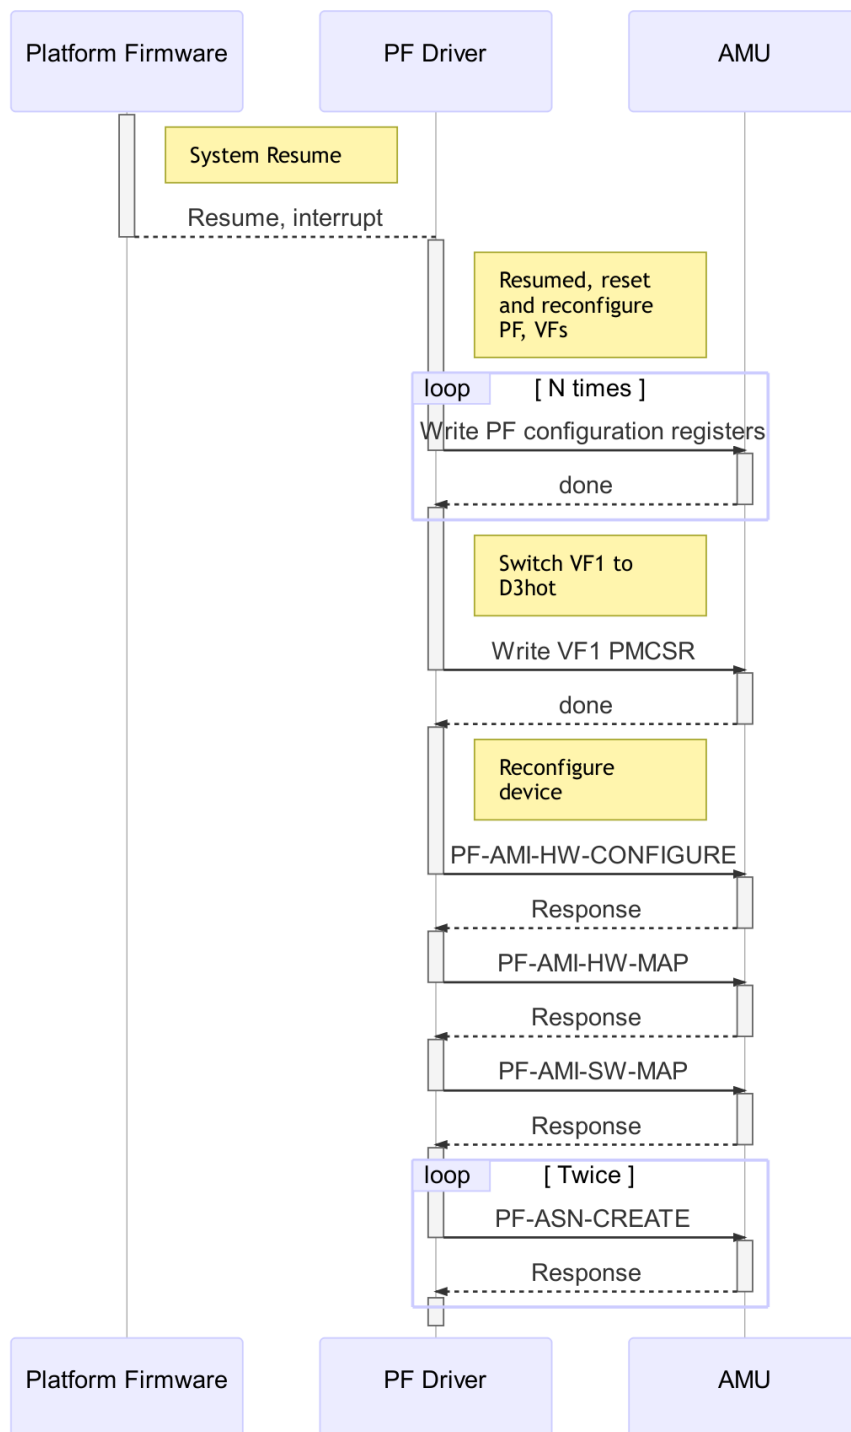 Platform Firmware
PF Driver
AMU
System Resume
Resume, interrupt
Resumed, reset
and reconfigure
PF, VFs
loop
[ N times ]
Write PF configuration registers
done
Switch VF1 to
D3hot
Write VF1 PMCSR
done
Reconfigure
device
PF-AMI-HW-CONFIGURE
Response
PF-AMI-HW-MAP
Response
PF-AMI-SW-MAP
Response
loop
[ Twice ]
PF-ASN-CREATE
Response
Platform Firmware
PF Driver
AMU